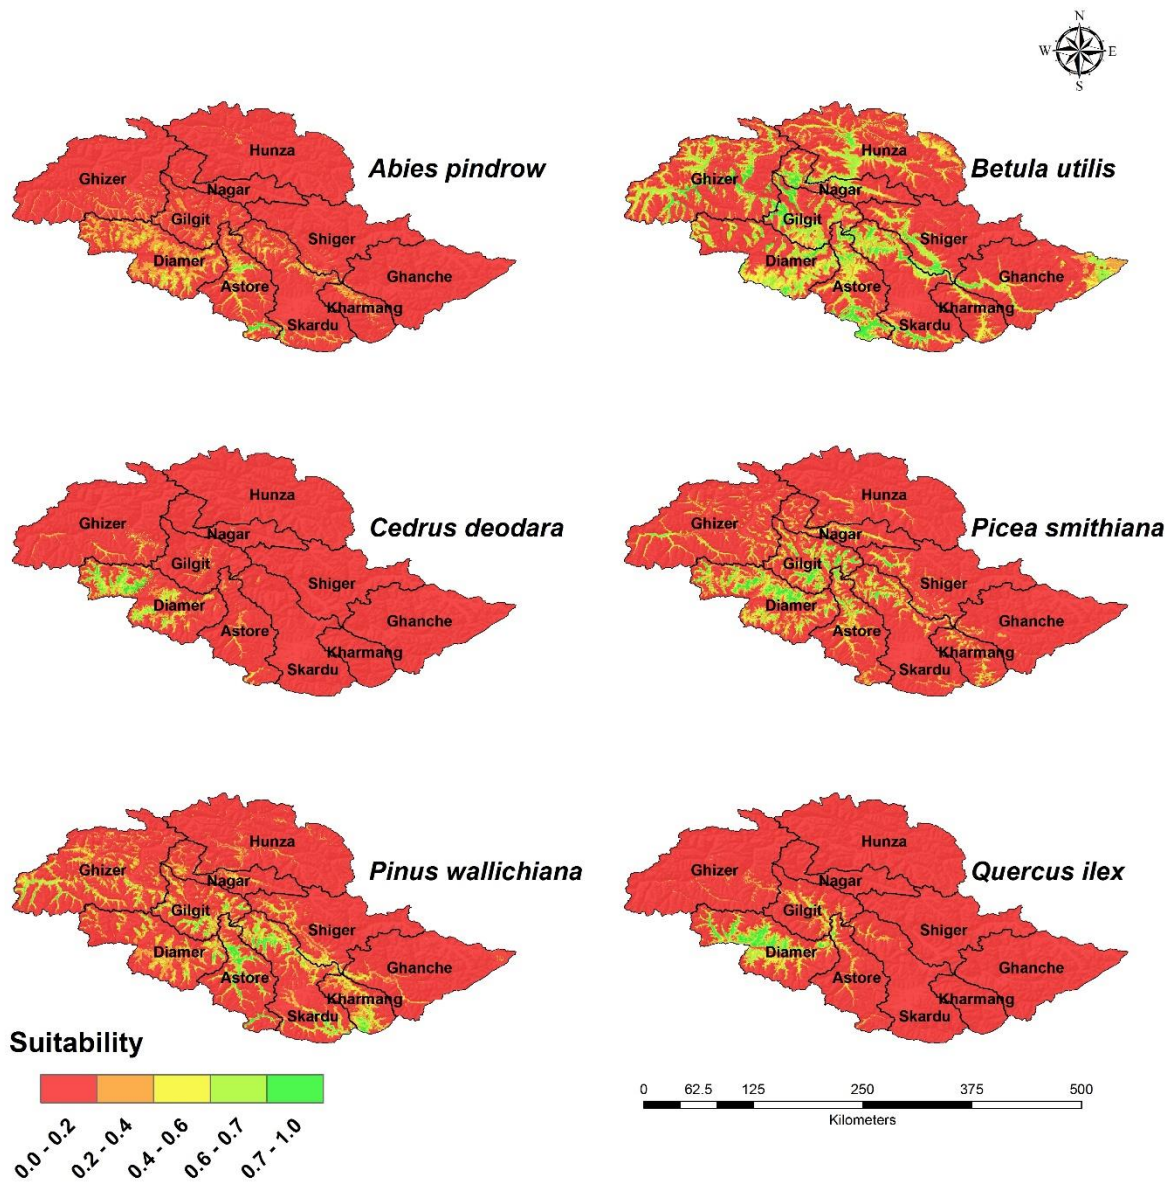 N
W E
S
Hunza
Abies pindrow
Ghizer
Nagar
Gilgit
Shiger
Diamer
Ghanche
Astore
Kharmang
Skardu
Hunza
Betula utilis
Ghizer
Nagar
Gilgit
Shiger
Diamer
Ghanche
Astore
Kharmang
Skardu
Hunza
Cedrus deodara
Ghizer
Nagar
Gilgit
Shiger
Diamer
Ghanche
Astore
Kharmang
Skardu
Hunza
Picea smithiana
Ghizer
Nagar
Gilgit
Shiger
Diamer
Ghanche
Astore
Kharmang
Skardu
Hunza
Pinus wallichiana
Ghizer
Nagar
Gilgit
Shiger
Diamer
Ghanche
Astore
Kharmang
Skardu
Hunza
Quercus ilex
Ghizer
Nagar
Gilgit
Shiger
Diamer
Ghanche
Astore
Kharmang
Skardu
Suitability
0.0 - 0.2
0.2 - 0.4
0.4 - 0.6
0.6 - 0.7
0.7 - 1.0
0 62.5 125 250 375 500
Kilometers